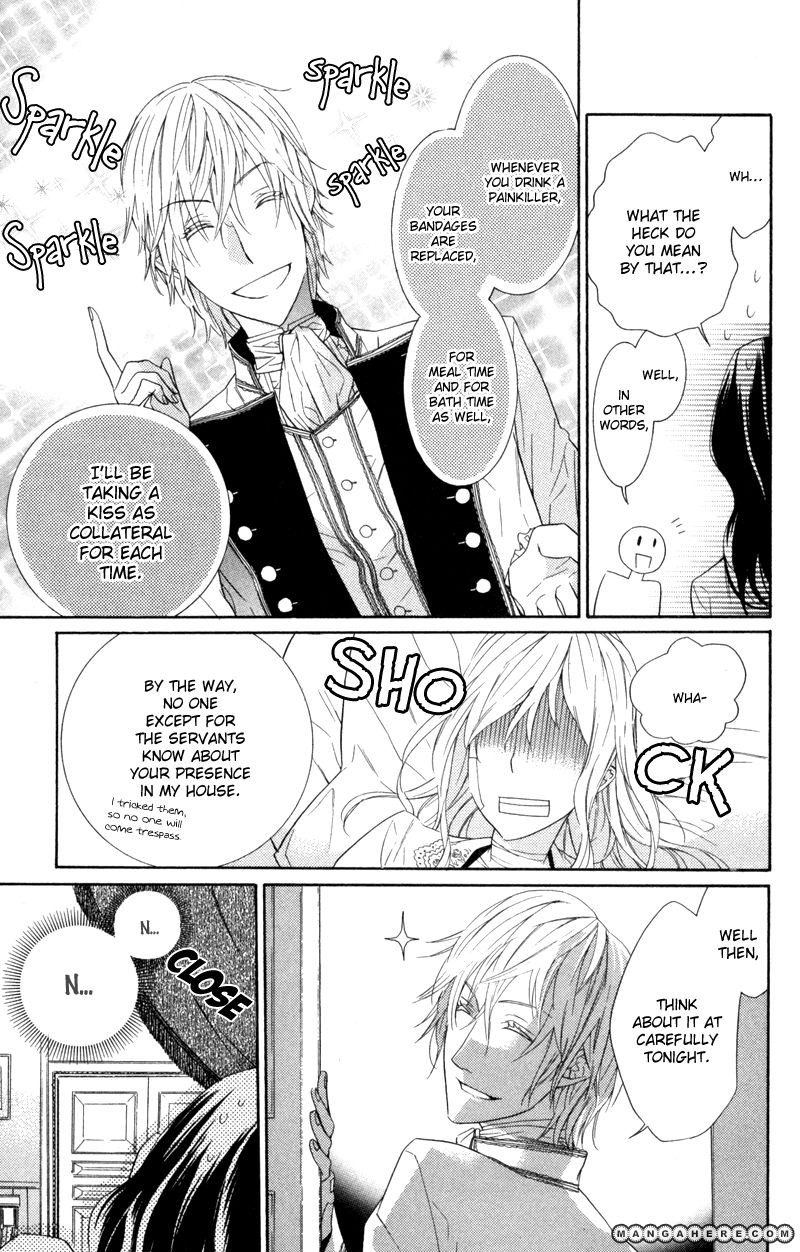 WH...
WHAT THE
HECK DO
YOU MEAN
BY THAT...?
WELL,
IN
OTHER
WORDS,
WHENEVER
YOU DRINK A
PAINKILLER,
YOUR
BANDAGES
ARE
REPLACED,
FOR
MEAL TIME
AND FOR
BATH TIME
AS WELL,
I'LL BE
TAKING A
KISS AS
COLLATERAL
FOR EACH
TIME.
Sparkle
Sparkle
Sparkle
Sparkle
WHA-
SHO
CK
BY THE WAY,
NO ONE
EXCEPT FOR
THE SERVANTS
KNOW ABOUT
YOUR PRESENCE
IN MY HOUSE.
I tricked them,
so no one will
come trespass.
WELL
THEN,
THINK
ABOUT IT AT
CAREFULLY
TONIGHT.
CLOSE
N...
N...
MANGAHERE.COM